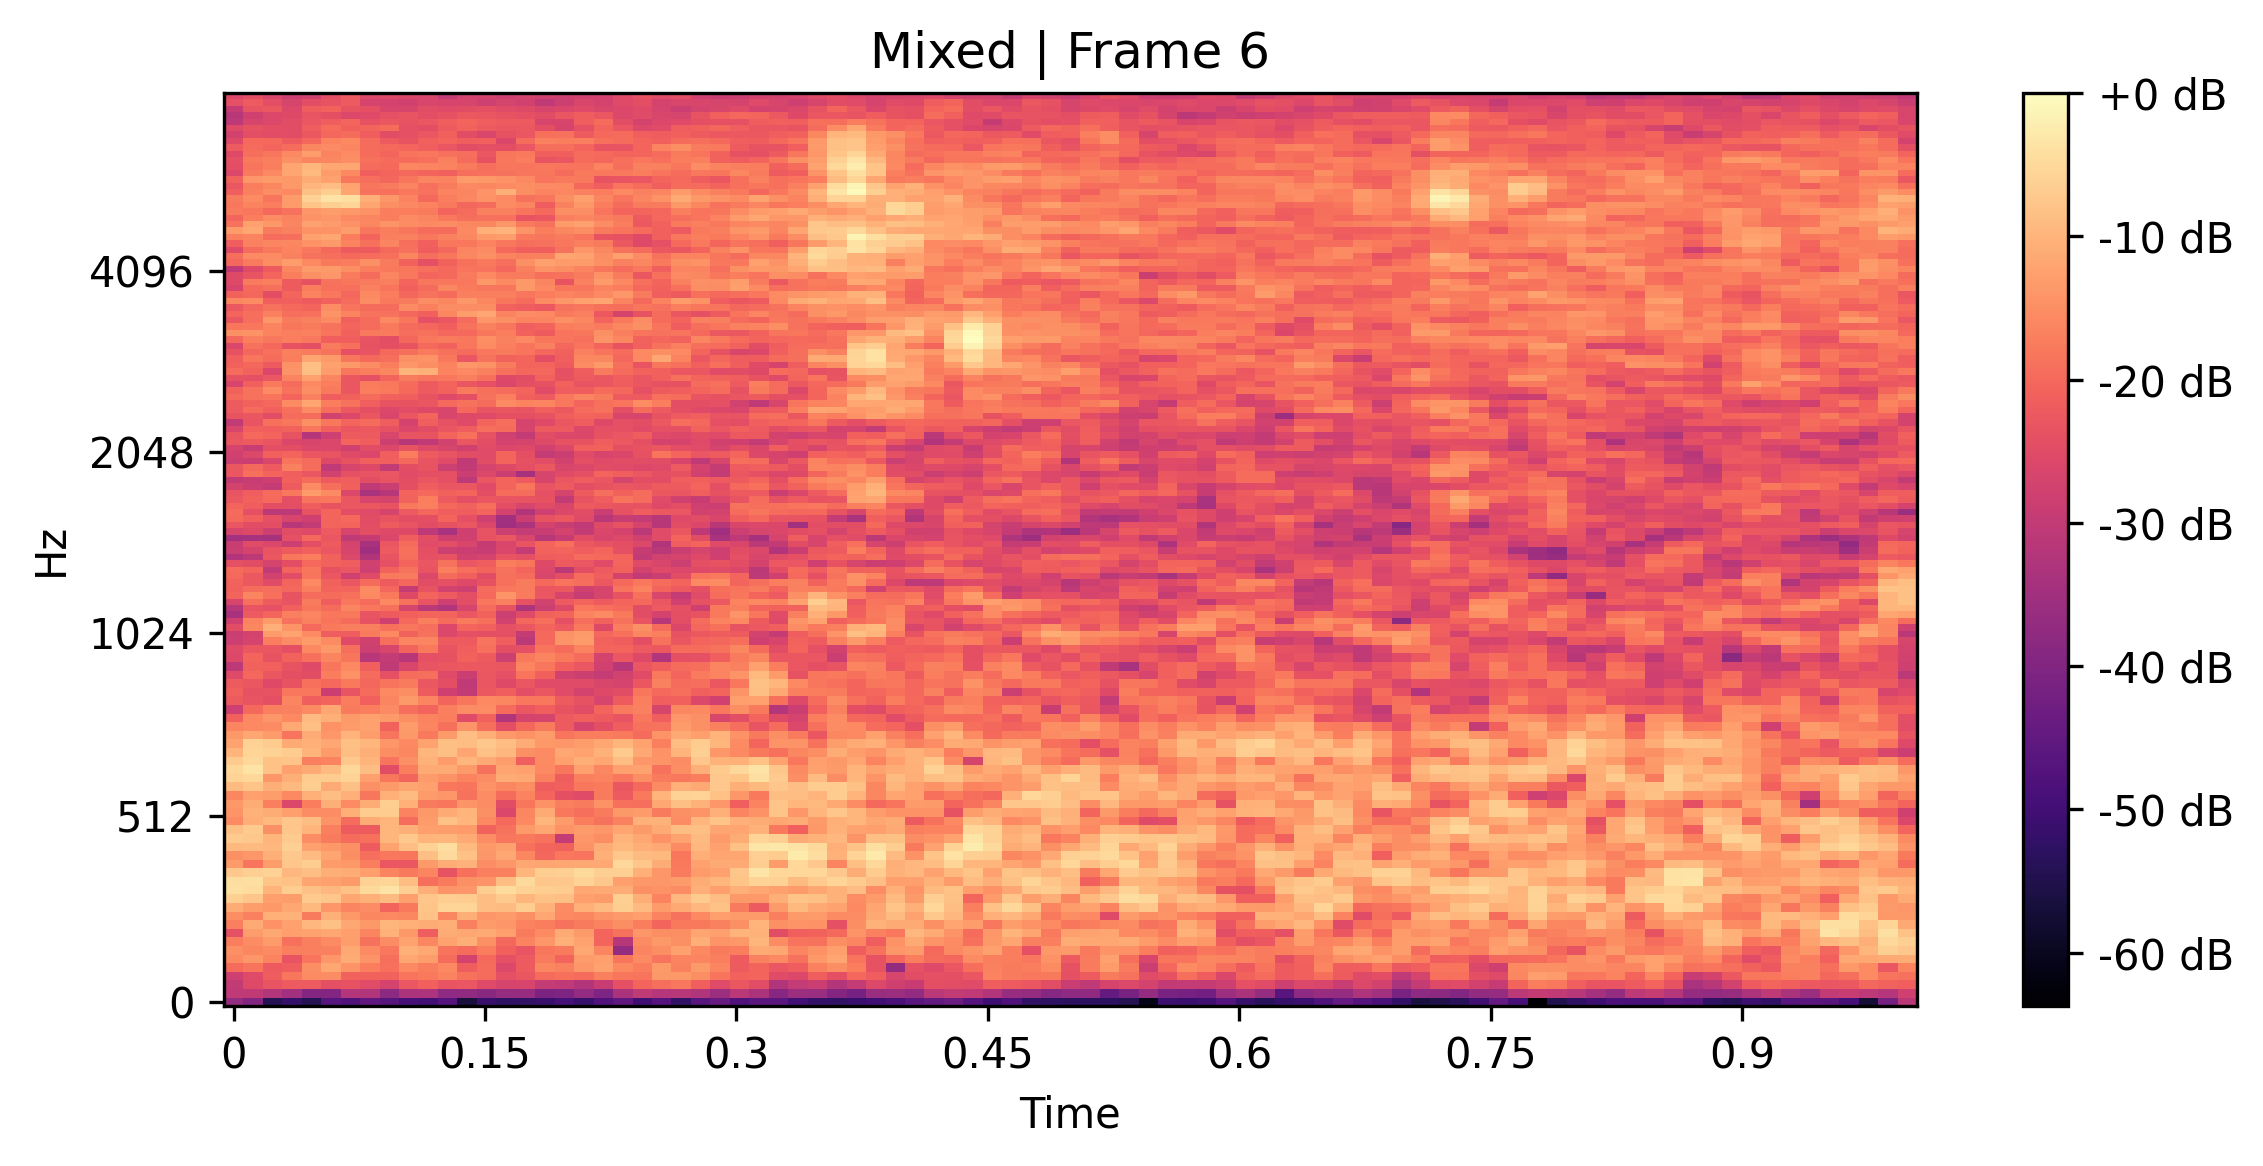 Mixed | Frame 6
+0 dB
-10 dB
-20 dB
-30 dB
-40 dB
-50 dB
-60 dB
Hz
4096
2048
1024
512
0
0 0.15 0.3 0.45 0.6 0.75 0.9
Time